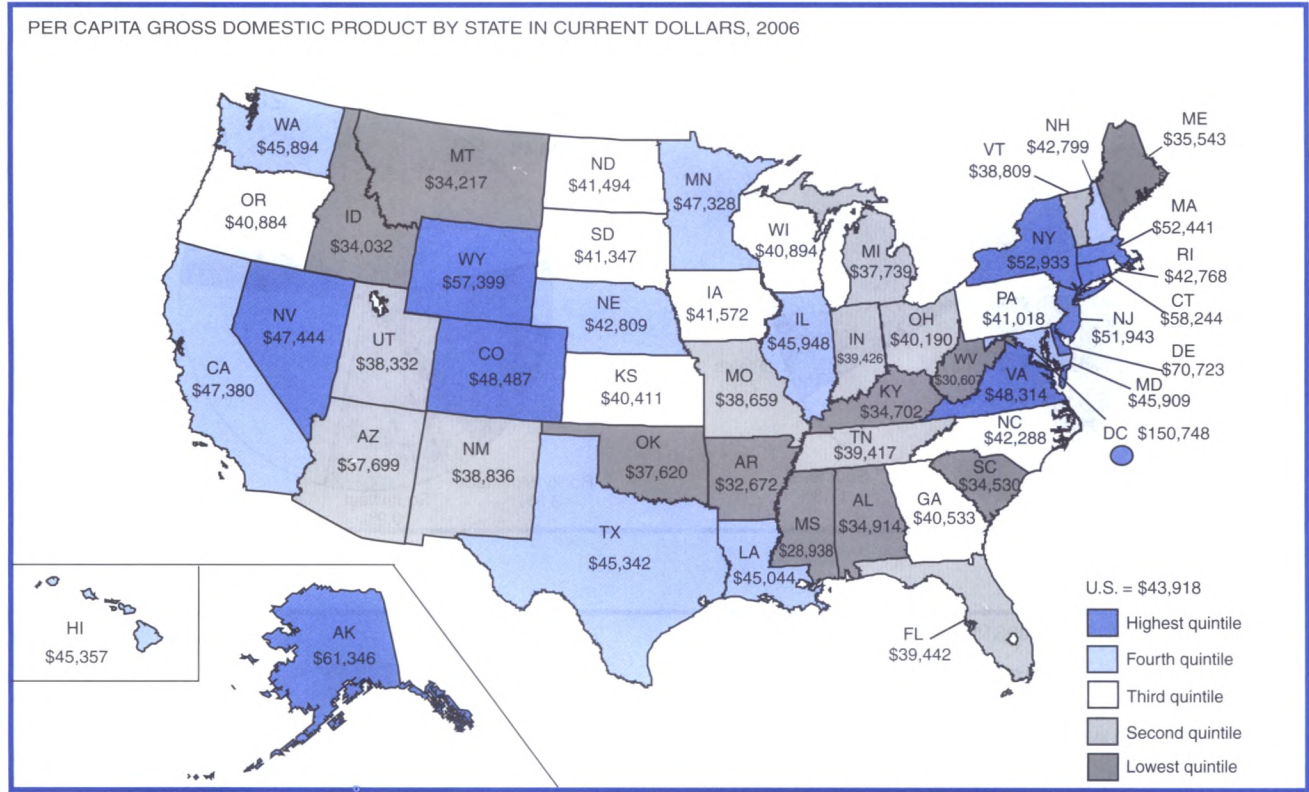 PER CAPITA GROSS DOMESTIC PRODUCT BY STATE IN CURRENT DOLLARS, 2006
WA
$45,894
OR
$40,884
CA
$47,380
NV
$47,444
ID
$34,032
MT
$34,217
WY
$57,399
UT
$38,332
CO
$48,487
AZ
$37,699
NM
$38,836
ND
$41,494
SD
$41,347
NE
$42,809
KS
$40,411
OK
$37,620
TX
$45,342
MN
$47,328
IA
$41,572
MO
$38,659
AR
$32,672
LA
$45,044
WI
$40,894
IL
$45,948
MI
$37,739
IN
$39,426
OH
$40,190
KY
$34,702
TN
$39,417
MS
$28,938
AL
$34,914
GA
$40,533
FL
$39,442
SC
$34,530
NC
$42,288
VA
$48,314
WV
$30,607
PA
$41,018
NY
$52,933
VT
$38,809
NH
$42,799
ME
$35,543
MA
$52,441
RI
$42,768
CT
$58,244
NJ
$51,943
DE
$70,723
MD
$45,909
DC $150,748
HI
$45,357
AK
$61,346
U.S. = $43,918
Highest quintile
Fourth quintile
Third quintile
Second quintile
Lowest quintile